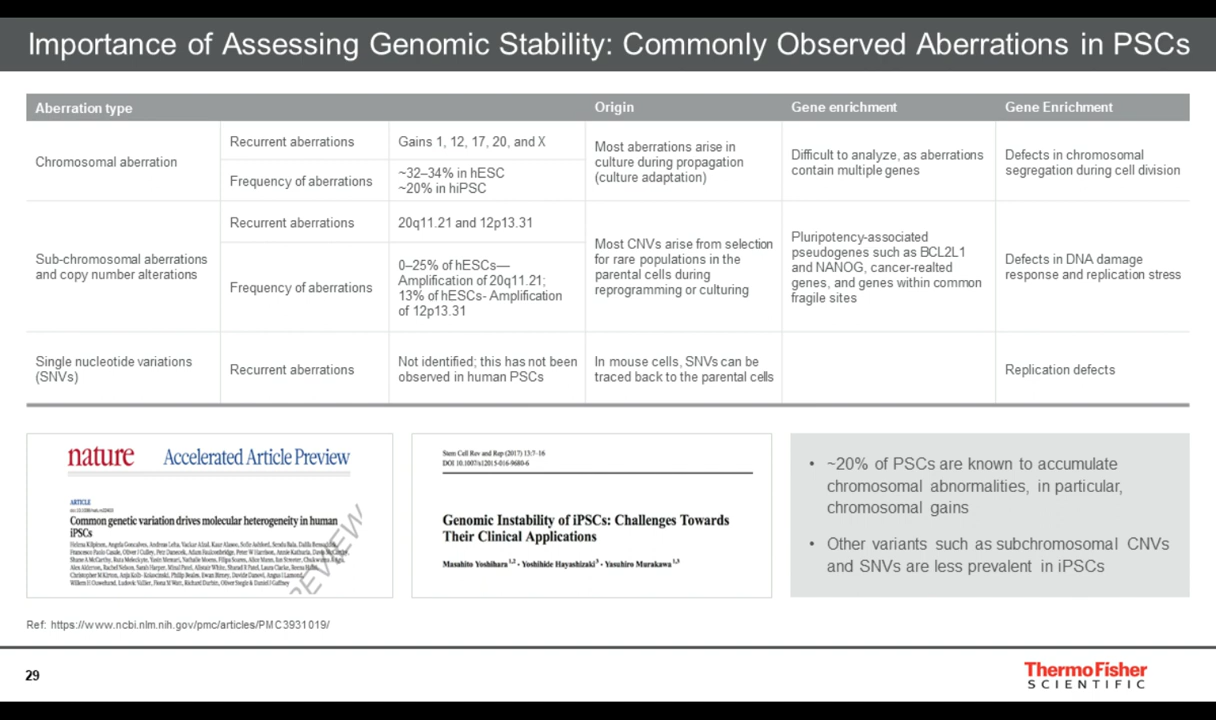 Importance of Assessing Genomic Stability: Commonly Observed Aberrations in PSCs
Aberration type
Origin
Gene enrichment
Gene Enrichment
Chromosomal aberration
Recurrent aberrations
Gains 1, 12, 17, 20, and X
Frequency of aberrations
~32–34% in hESC
~20% in hiPSC
Most aberrations arise in
culture during propagation
(culture adaptation)
Difficult to analyze, as aberrations
contain multiple genes
Defects in chromosomal
segregation during cell division
Sub-chromosomal aberrations
and copy number alterations
Recurrent aberrations
20q11.21 and 12p13.31
Frequency of aberrations
0–25% of hESCs—
Amplification of 20q11.21;
13% of hESCs- Amplification
of 12p13.31
Most CNVs arise from selection
for rare populations in the
parental cells during
reprogramming or culturing
Pluripotency-associated
pseudogenes such as BCL2L1
and NANOG, cancer-realted
genes, and genes within common
fragile sites
Defects in DNA damage
response and replication stress
Single nucleotide variations
(SNVs)
Recurrent aberrations
Not identified; this has not been
observed in human PSCs
In mouse cells, SNVs can be
traced back to the parental cells
Replication defects
nature Accelerated Article Preview
ARTICLE
Common genetic variation drives molecular heterogeneity in human
iPSCs
Stem Cell Rev and Rep (2017) 13:7–16
DOI 10.1007/s12015-016-9680-6
Genomic Instability of iPSCs: Challenges Towards
Their Clinical Applications
Masahito Yoshihara1,2 · Yoshihide Hayashizaki3 · Yasuhiro Murakawa1,3
• ~20% of PSCs are known to accumulate
chromosomal abnormalities, in particular,
chromosomal gains
• Other variants such as subchromosomal CNVs
and SNVs are less prevalent in iPSCs
Ref: https://www.ncbi.nlm.nih.gov/pmc/articles/PMC3931019/
29
ThermoFisher
SCIENTIFIC